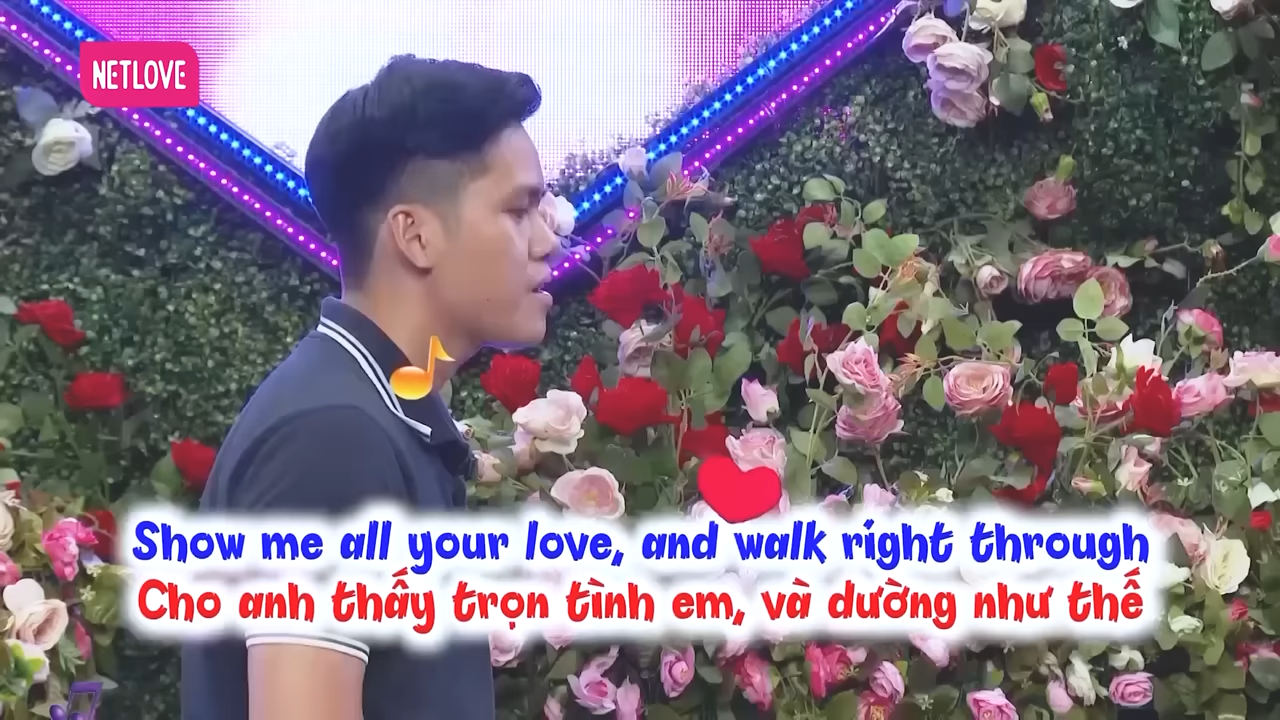 NETLOVE
Show me all your love, and walk right through
Cho anh thấy trọn tình em, và dường như thế